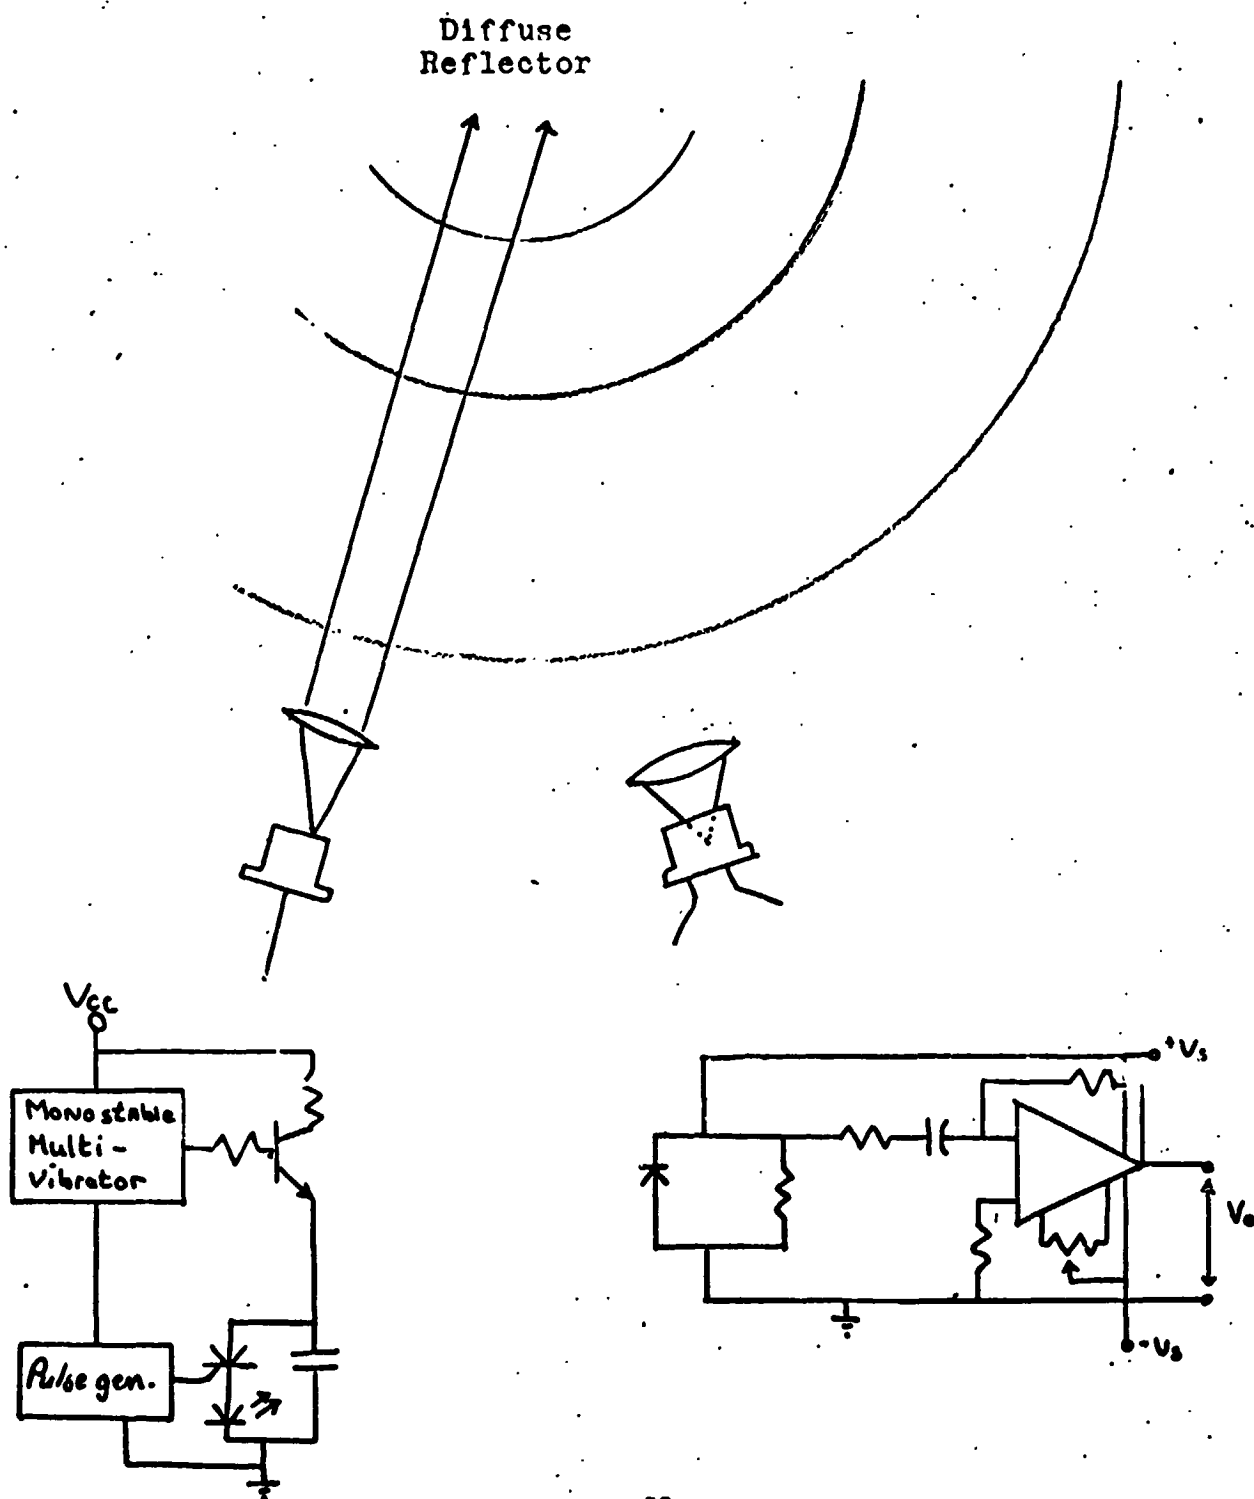 Diffuse
Reflector
Vcc
Monostable
Multi-
Vibrator
Pulse gen.
+Vs
Vo
-Vs